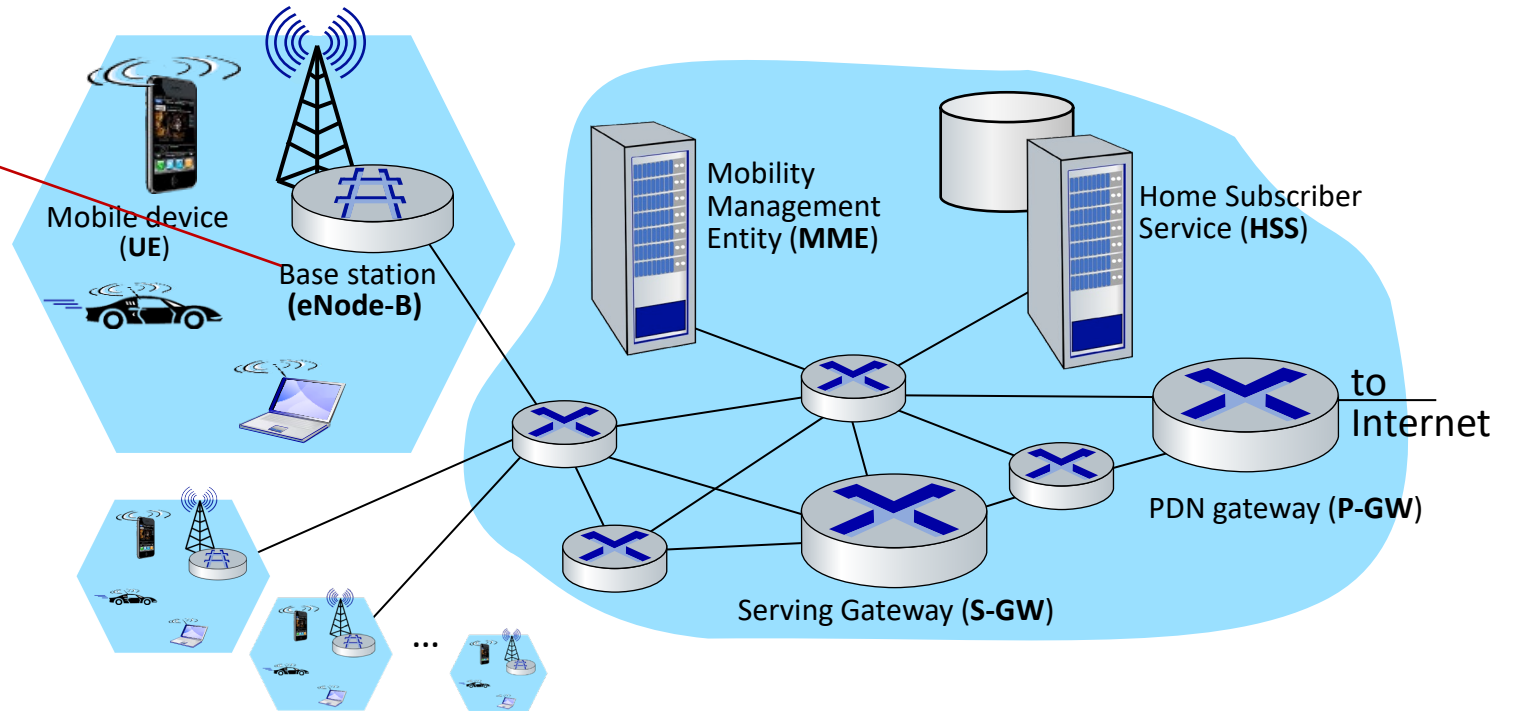 Mobile device
(UE)
Base station
(eNode-B)
Mobility
Management
Entity (MME)
Home Subscriber
Service (HSS)
to
Internet
PDN gateway (P-GW)
Serving Gateway (S-GW)
...